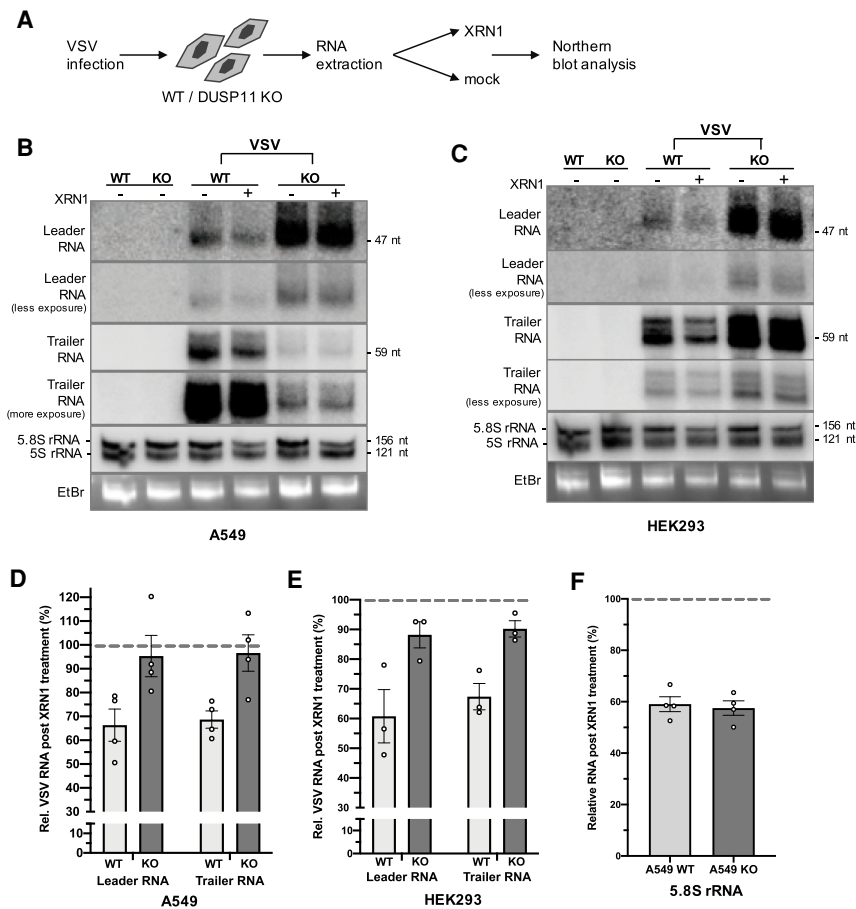 A
VSV
infection
WT / DUSP11 KO
RNA
extraction
XRN1
mock
Northern
blot analysis
B
VSV
WT KO WT KO
XRN1 - - - + - +
Leader
RNA
47 nt
Leader
RNA
(less exposure)
Trailer
RNA
59 nt
Trailer
RNA
(more exposure)
5.8S rRNA 156 nt
5S rRNA 121 nt
EtBr
A549
C
VSV
WT KO WT KO
XRN1 - - - + - +
Leader
RNA
47 nt
Leader
RNA
(less exposure)
Trailer
RNA
59 nt
Trailer
RNA
(less exposure)
5.8S rRNA 156 nt
5S rRNA 121 nt
EtBr
HEK293
D
Rel. VSV RNA post XRN1 treatment (%)
120
110
100
90
80
70
60
50
40
30
10
0
WT KO WT KO
Leader RNA Trailer RNA
A549
E
Rel. VSV RNA post XRN1 treatment (%)
100
90
80
70
60
50
40
30
10
0
WT KO WT KO
Leader RNA Trailer RNA
HEK293
F
Relative RNA post XRN1 treatment (%)
100
80
60
40
20
0
A549 WT A549 KO
5.8S rRNA